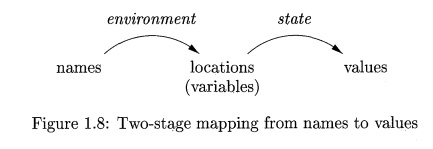 environment state
names locations values
(variables)
Figure 1.8: Two-stage mapping from names to values